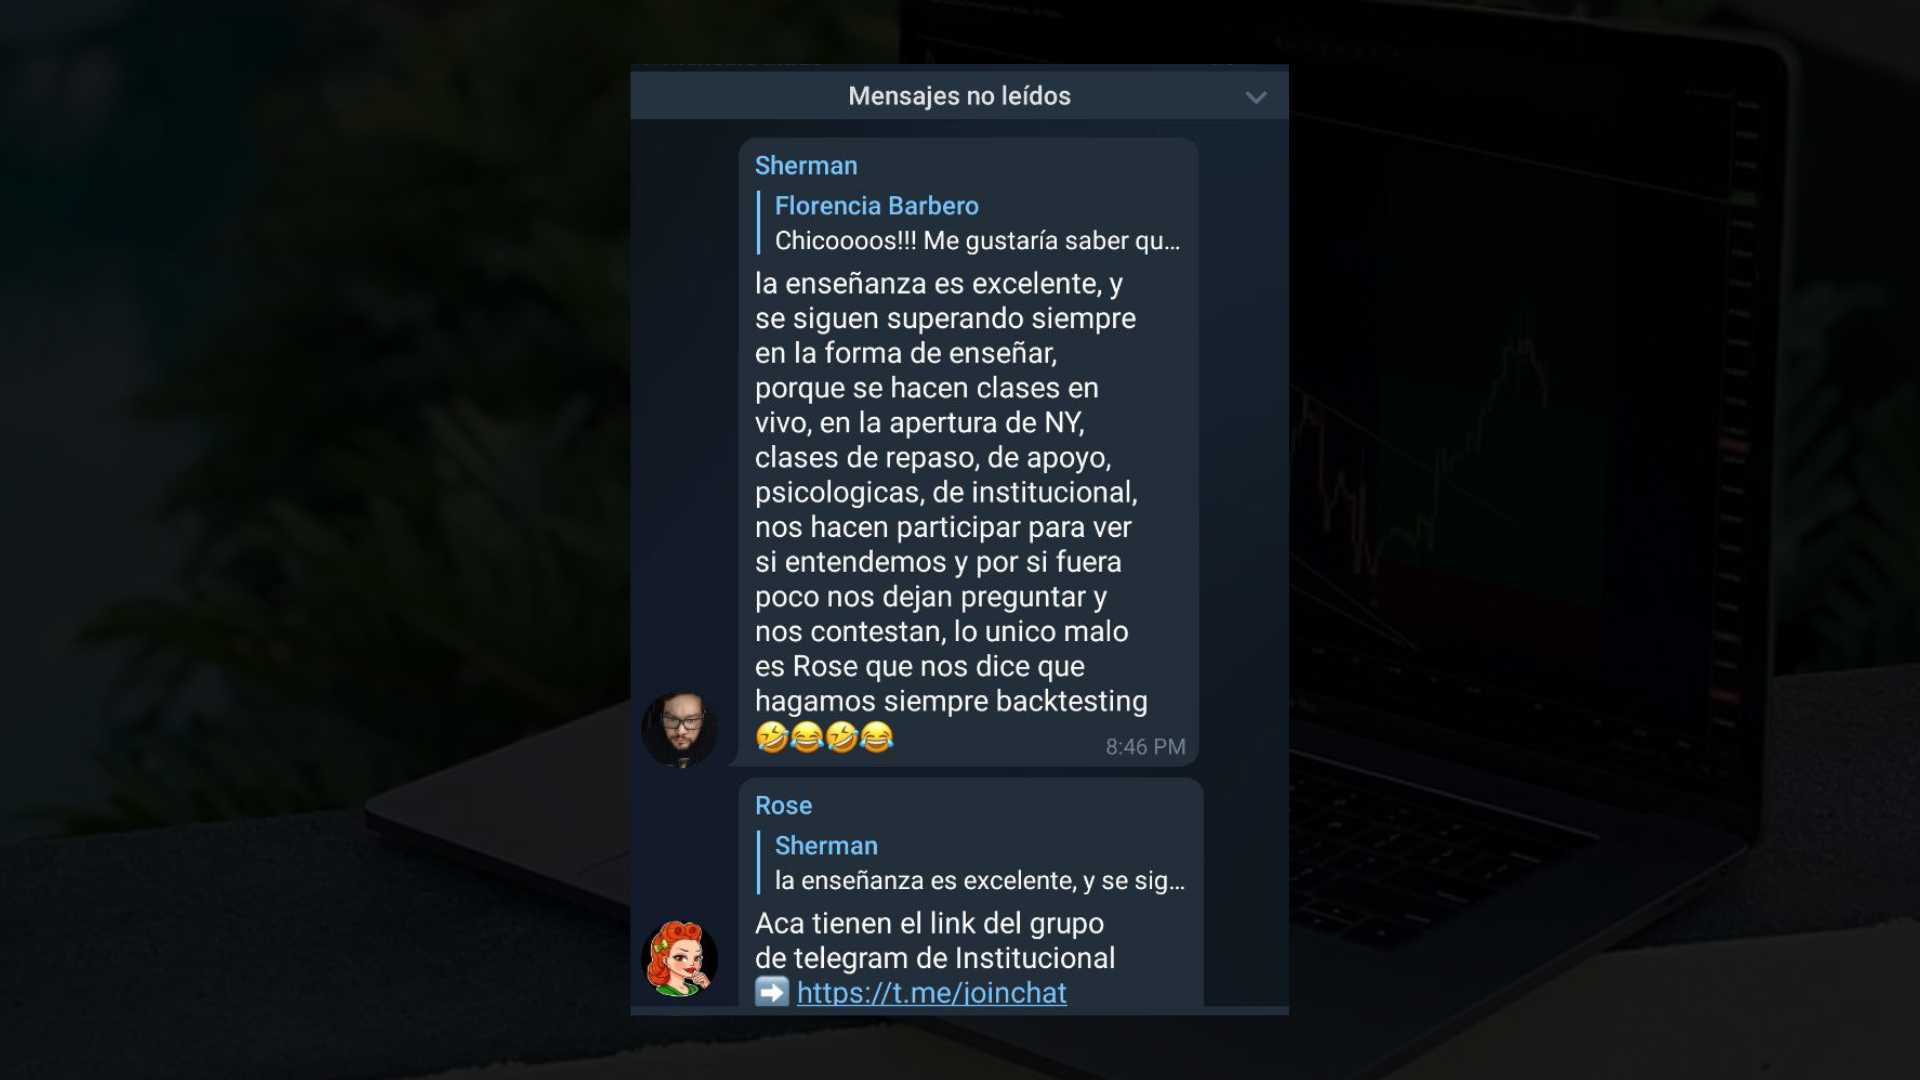 Mensajes no leídos
Sherman
Florencia Barbero
Chicoooos!!! Me gustaría saber qu...
la enseñanza es excelente, y
se siguen superando siempre
en la forma de enseñar,
porque se hacen clases en
vivo, en la apertura de NY,
clases de repaso, de apoyo,
psicologicas, de institucional,
nos hacen participar para ver
si entendemos y por si fuera
poco nos dejan preguntar y
nos contestan, lo unico malo
es Rose que nos dice que
hagamos siempre backtesting
🤣😂🤣😂
8:46 PM
Rose
Sherman
la enseñanza es excelente, y se sig...
Aca tienen el link del grupo
de telegram de Institucional
➡️ https://t.me/joinchat